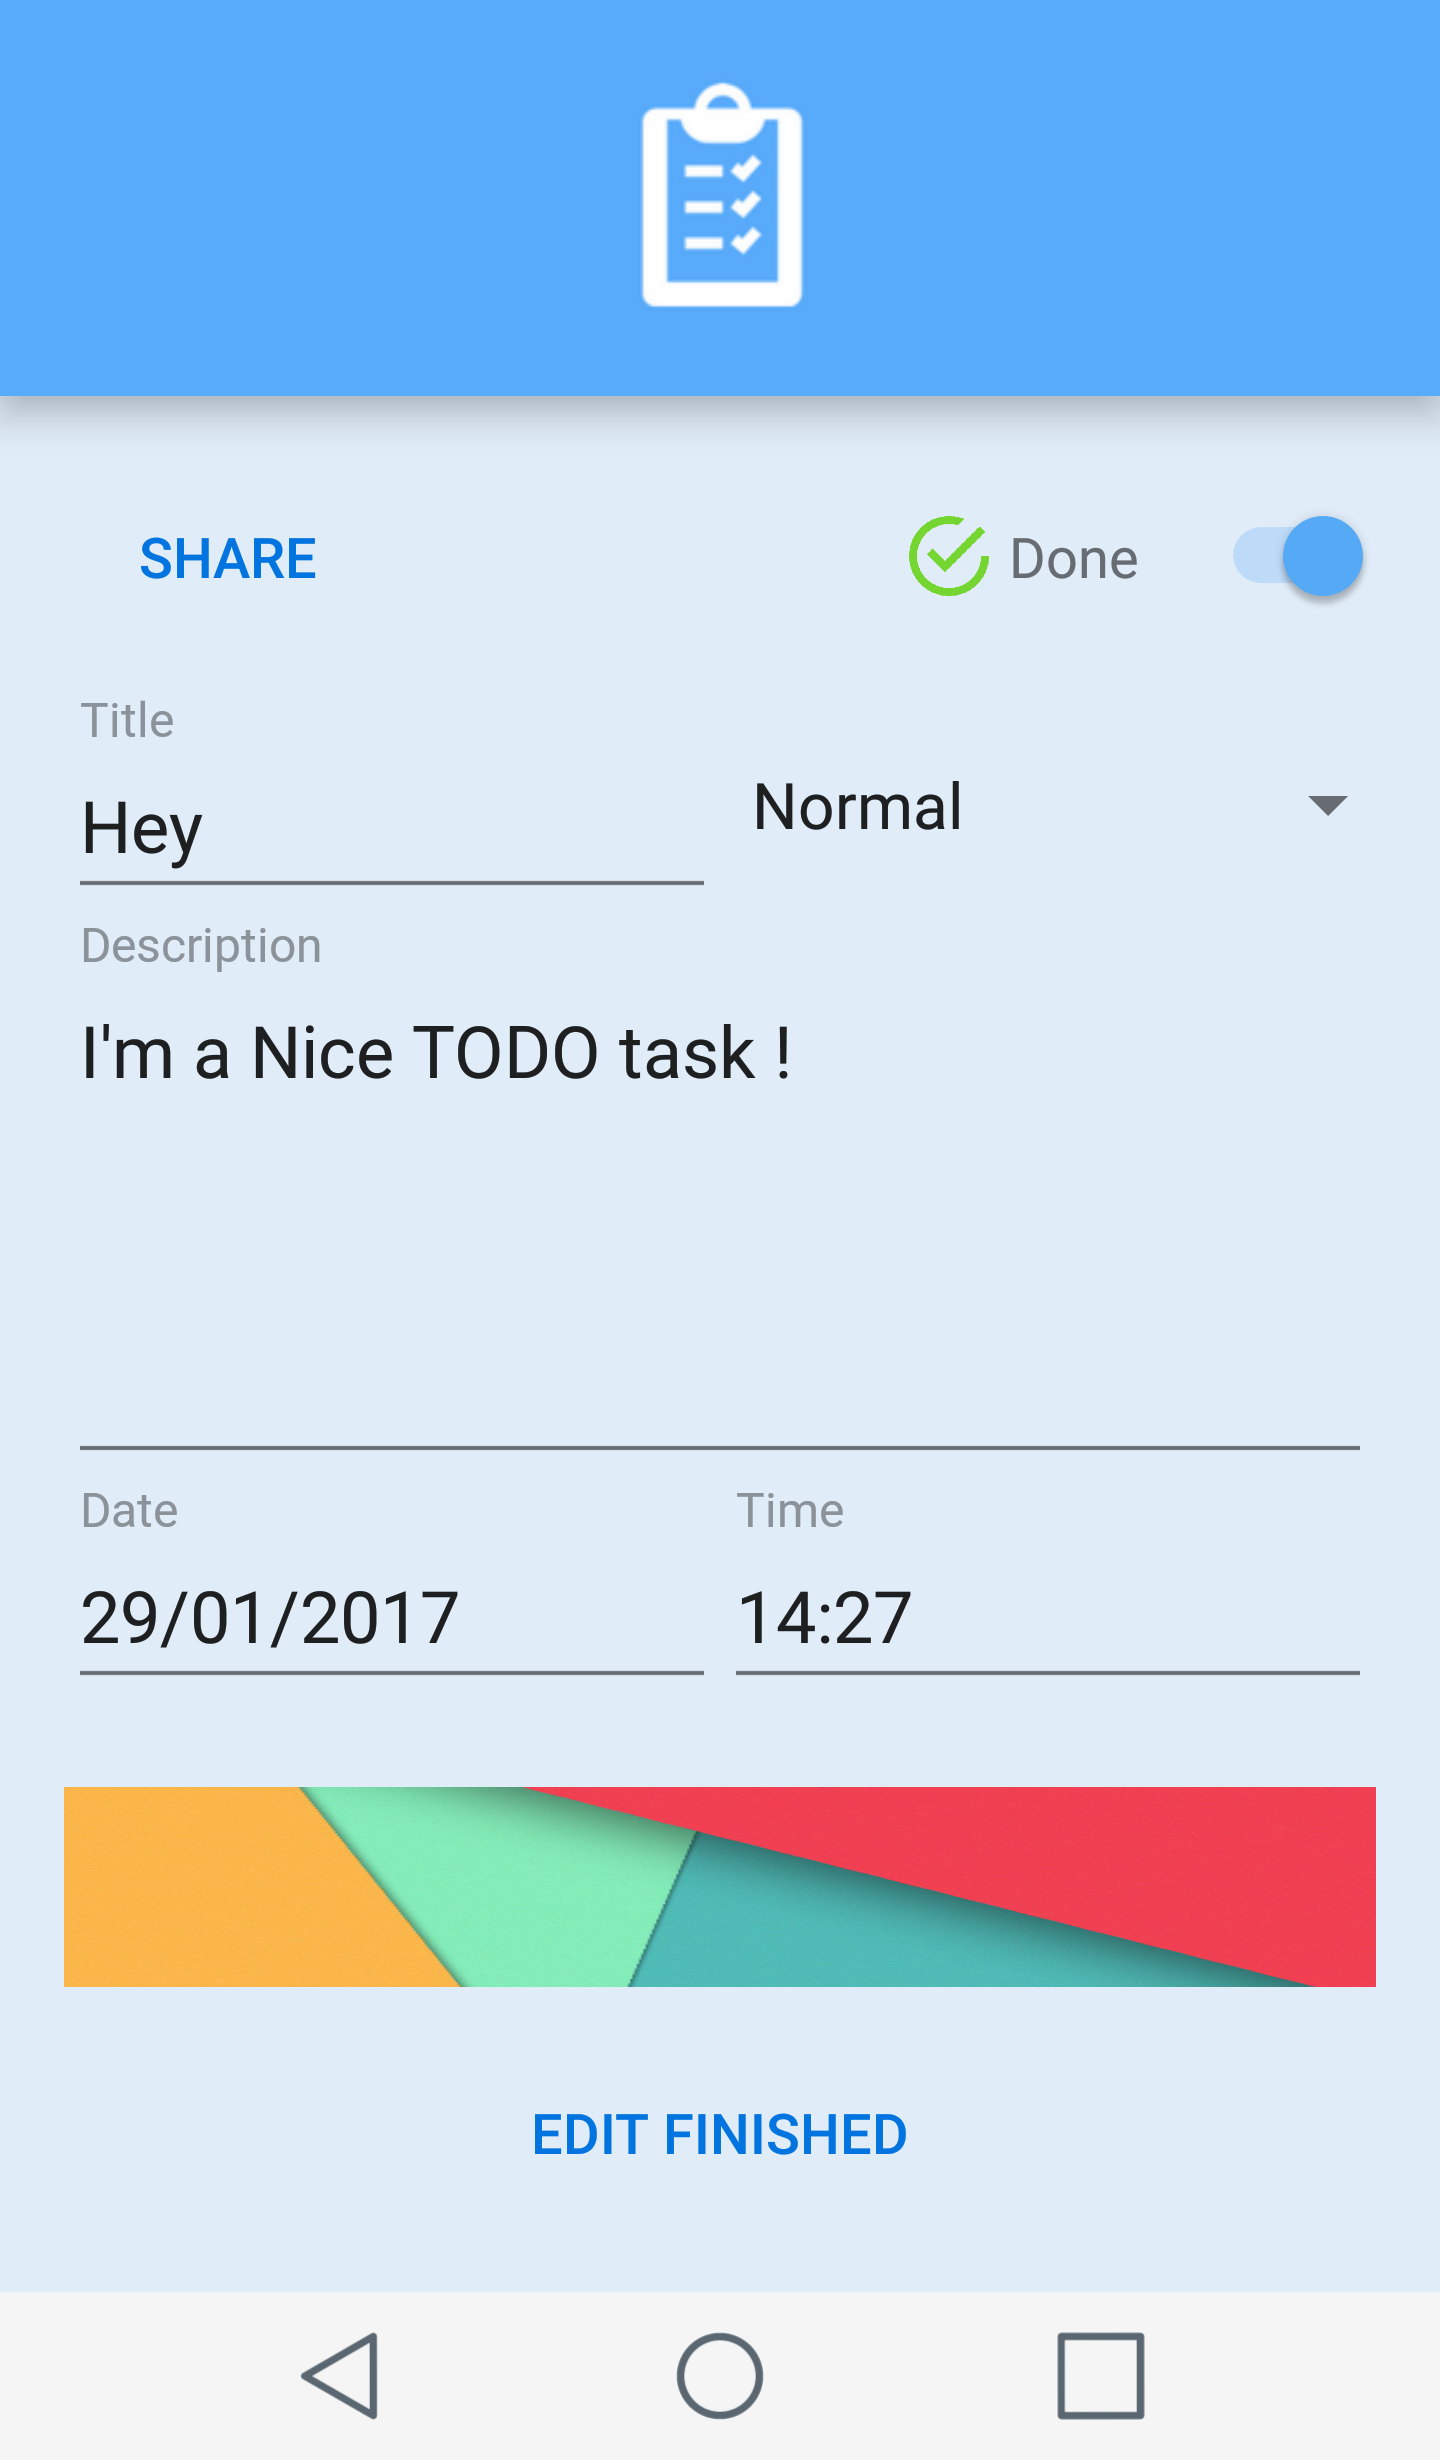 SHARE
Done
Title
Hey
Normal
Description
I'm a Nice TODO task !
Date
Time
29/01/2017
14:27
EDIT FINISHED